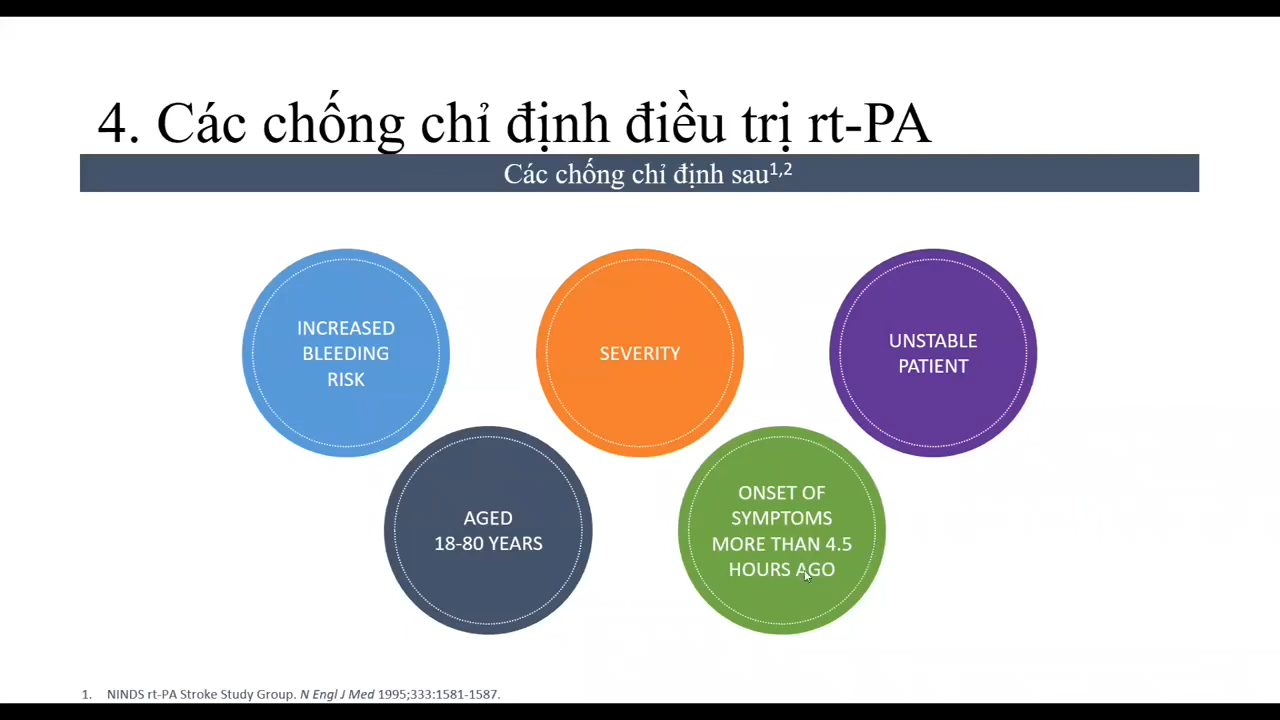 4. Các chống chỉ định điều trị rt-PA
Các chống chỉ định sau1,2
INCREASED
BLEEDING
RISK
SEVERITY
UNSTABLE
PATIENT
AGED
18-80 YEARS
ONSET OF
SYMPTOMS
MORE THAN 4.5
HOURS AGO
1. NINDS rt-PA Stroke Study Group. N Engl J Med 1995;333:1581-1587.